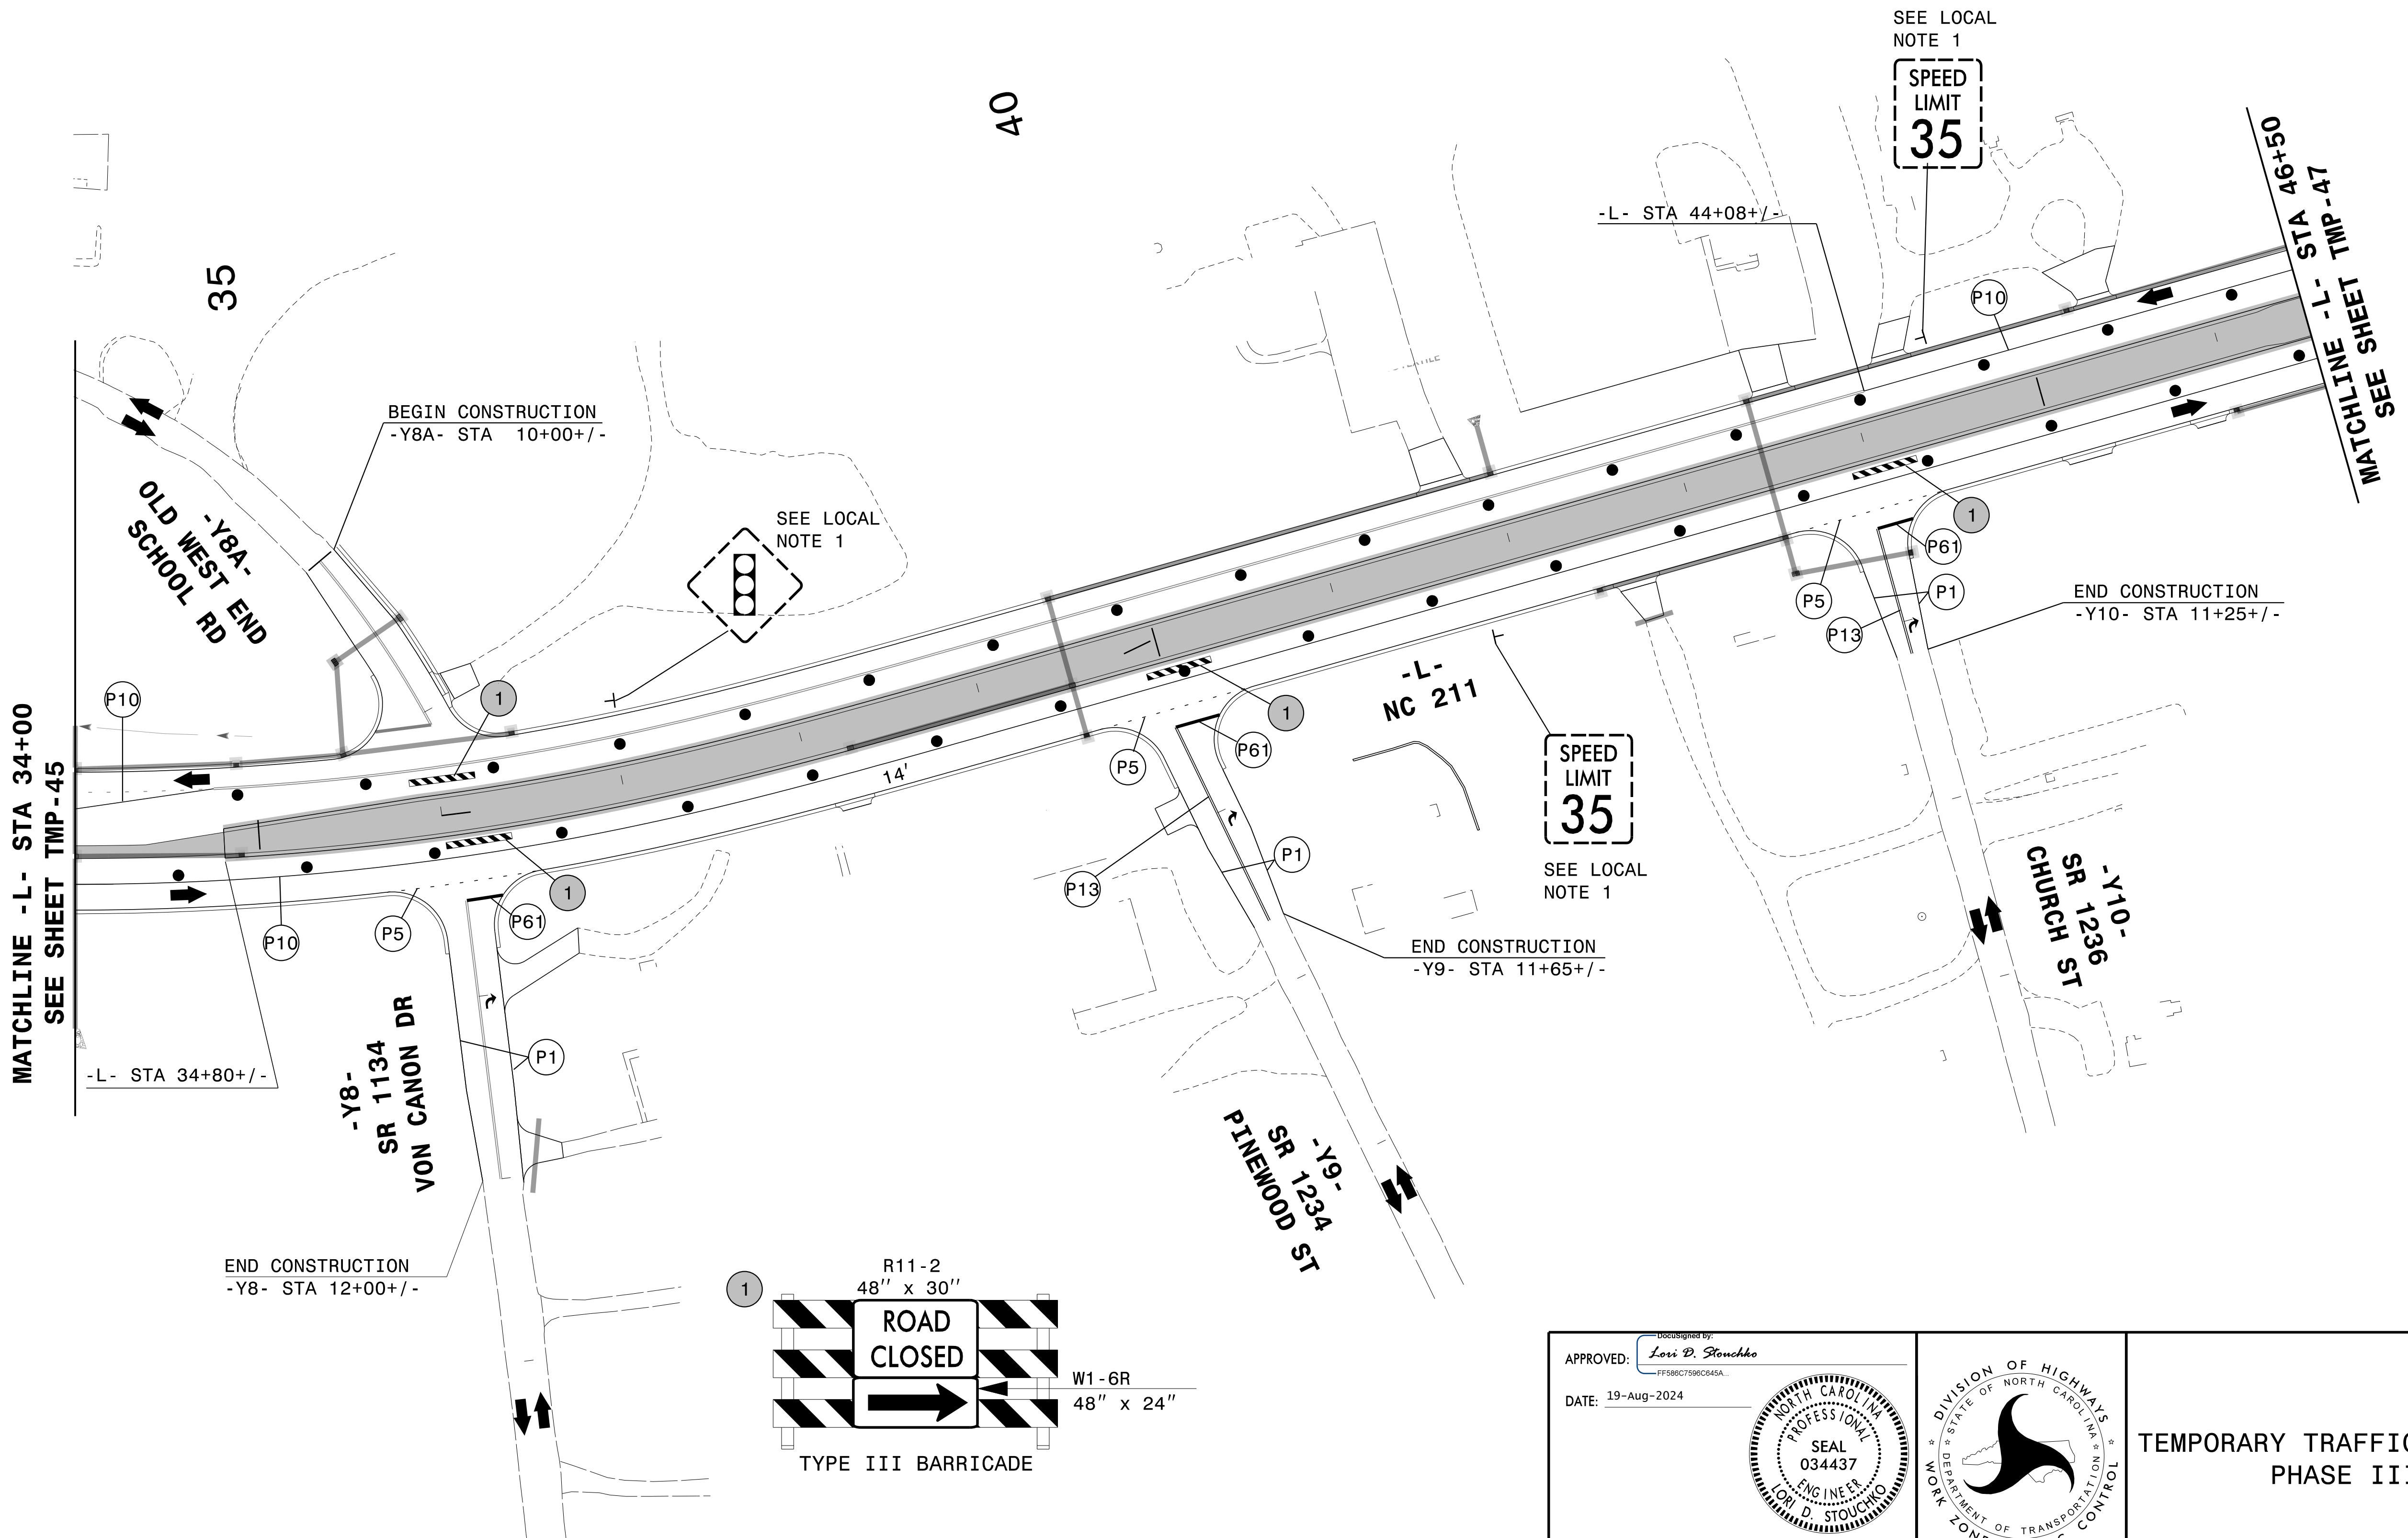 SEE LOCAL
NOTE 1
SPEED
LIMIT
35
40
35
-L- STA 44+08+/-
MATCHLINE -L- STA 46+50
SEE SHEET TMP-47
P10
BEGIN CONSTRUCTION
-Y8A- STA 10+00+/-
-Y8A-
OLD WEST END
SCHOOL RD
SEE LOCAL
NOTE 1
1
P61
P5
P1
P13
END CONSTRUCTION
-Y10- STA 11+25+/-
P10
1
1
-L-
NC 211
MATCHLINE -L- STA 34+00
SEE SHEET TMP-45
14'
P5
P61
SPEED
LIMIT
35
SEE LOCAL
NOTE 1
P13
P1
1
P61
P5
P10
END CONSTRUCTION
-Y9- STA 11+65+/-
-Y10-
SR 1236
CHURCH ST
P1
-L- STA 34+80+/-
-Y8-
SR 1134
VON CANON DR
-Y9-
SR 1234
PINEWOOD ST
END CONSTRUCTION
-Y8- STA 12+00+/-
1
R11-2
48" x 30"
ROAD
CLOSED
W1-6R
48" x 24"
TYPE III BARRICADE
DocuSigned by:
APPROVED: Lori D. Stouchko
FF586C7596C645A...
DATE: 19-Aug-2024
NORTH CAROLINA
PROFESSIONAL
SEAL
034437
ENGINEER
LORI D. STOUCHKO
DIVISION OF HIGHWAYS
STATE OF NORTH CAROLINA
DEPARTMENT OF TRANSPORTATION
WORK
CONTROL
TEMPORARY TRAFFIC
PHASE III